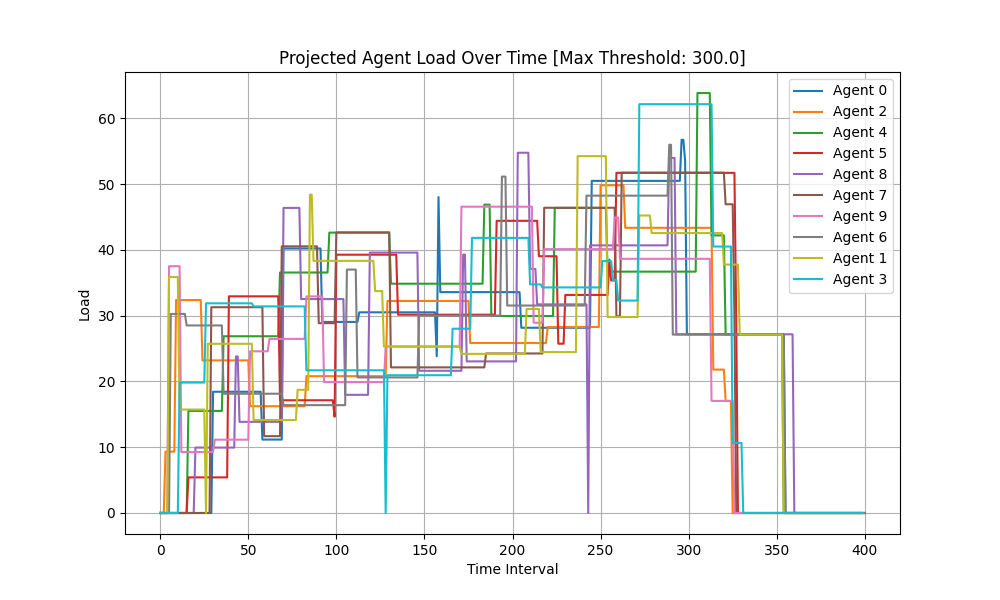 Projected Agent Load Over Time [Max Threshold: 300.0]
Load
60
50
40
30
20
10
0
0 50 100 150 200 250 300 350 400
Time Interval
Agent 0
Agent 2
Agent 4
Agent 5
Agent 8
Agent 7
Agent 9
Agent 6
Agent 1
Agent 3